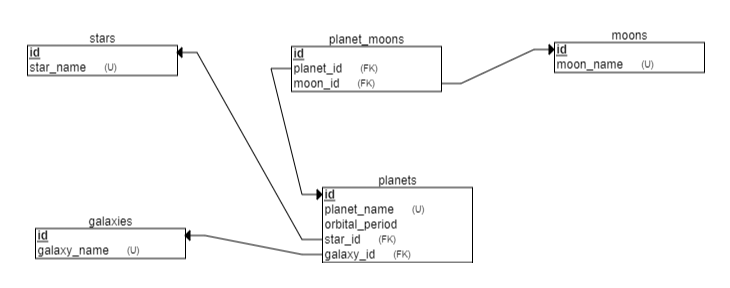 stars
id
star_name (U)
planet_moons
id
planet_id (FK)
moon_id (FK)
moons
id
moon_name (U)
planets
id
planet_name (U)
orbital_period
star_id (FK)
galaxy_id (FK)
galaxies
id
galaxy_name (U)